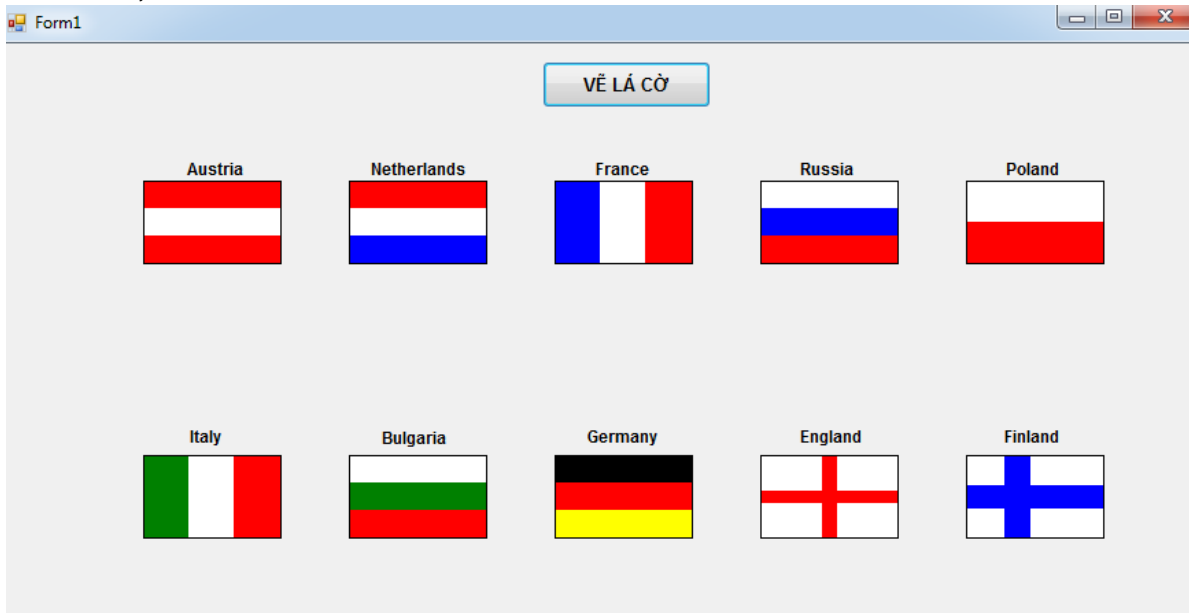 Form1
VẼ LÁ CỜ
Austria Netherlands France Russia Poland
Italy Bulgaria Germany England Finland